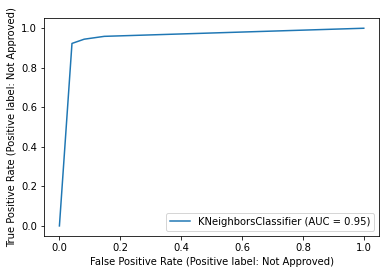 True Positive Rate (Positive label: Not Approved)
1.0
0.8
0.6
0.4
0.2
0.0
KNeighborsClassifier (AUC = 0.95)
0.0 0.2 0.4 0.6 0.8 1.0
False Positive Rate (Positive label: Not Approved)